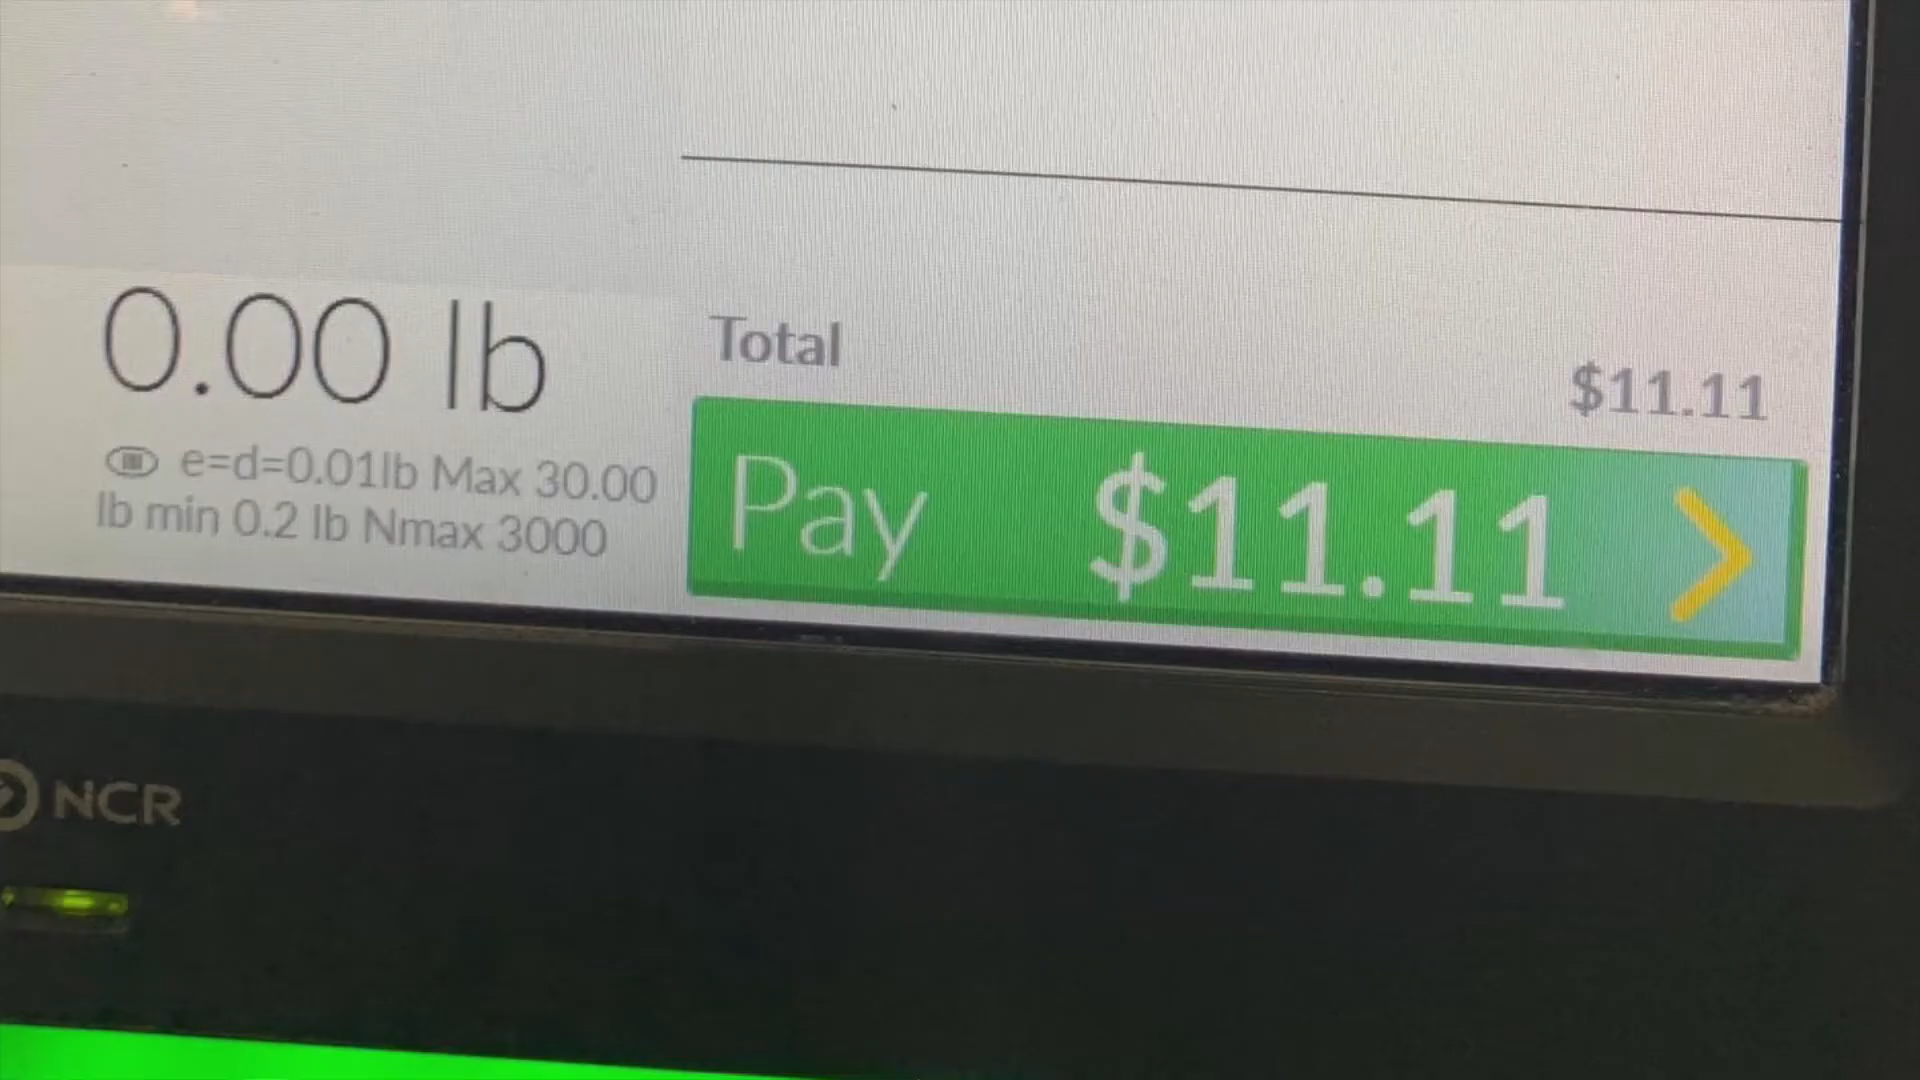 0.00 lb
e=d=0.01lb Max 30.00
lb min 0.2 lb Nmax 3000
Total
$11.11
Pay $11.11
NCR